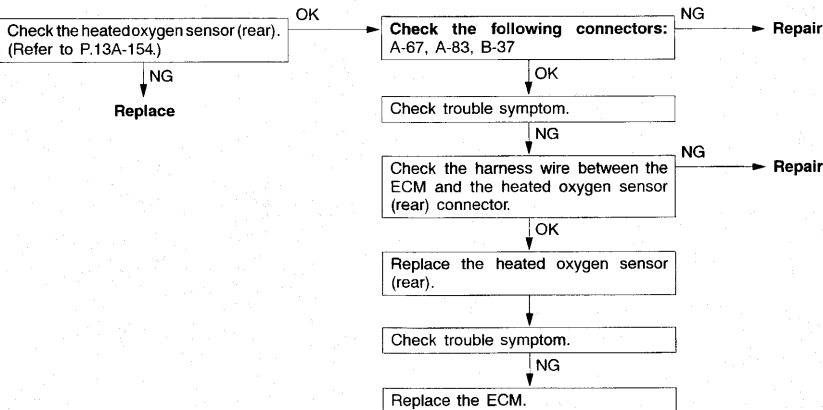 Check the heated oxygen sensor (rear).
(Refer to P.13A-154.)
OK
NG
Replace
Check the following connectors:
A-67, A-83, B-37
NG
Repair
OK
Check trouble symptom.
NG
Check the harness wire between the
ECM and the heated oxygen sensor
(rear) connector.
NG
Repair
OK
Replace the heated oxygen sensor
(rear).
Check trouble symptom.
NG
Replace the ECM.